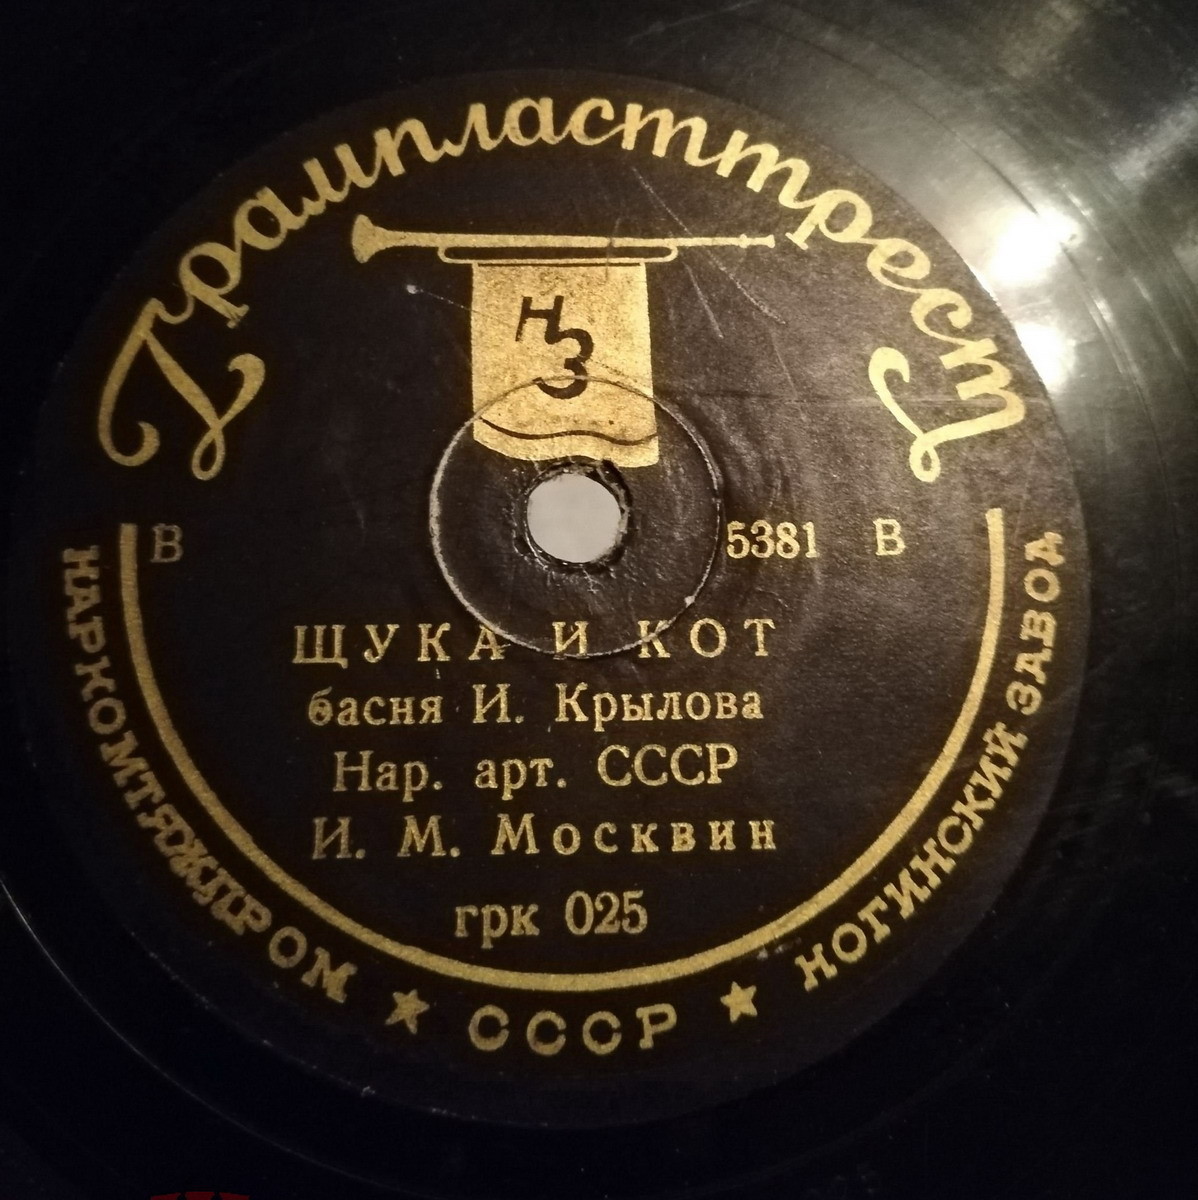 Грампласттрест
НЗ
В 5381 В
ЩУКА И КОТ
басня И. Крылова
Нар. арт. СССР
И. М. Москвин
грк 025
НАРКОМТЯЖПРОМ ★ СССР ★ НОГИНСКИЙ ЗАВОД